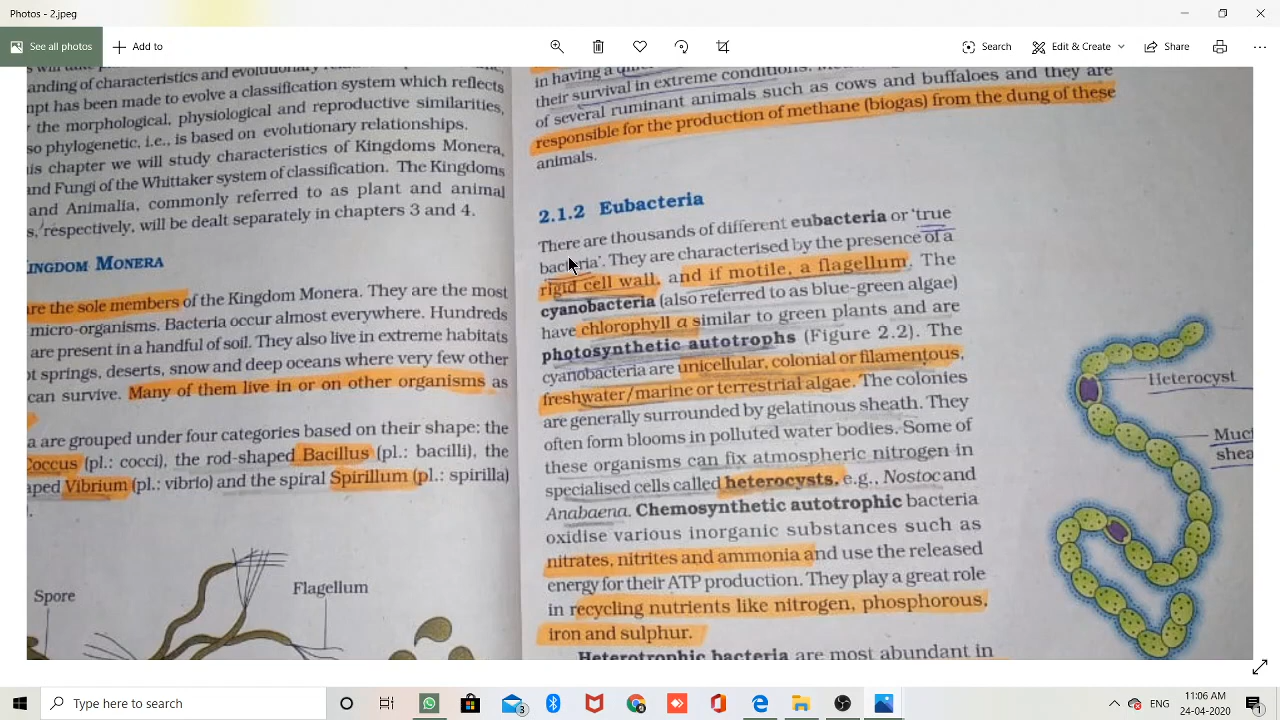 Photos - 2.jpeg
See all photos
Add to
Search
Edit & Create
Share
anding of characteristics and evolutionary
mpt has been made to evolve a classification system which reflects
the morphological, physiological and reproductive similarities,
so phylogenetic, i.e., is based on evolutionary relationships.
is chapter we will study characteristics of Kingdoms Monera,
and Fungi of the Whittaker system of classification. The Kingdoms
and Animalia, commonly referred to as plant and animal
s, respectively, will be dealt separately in chapters 3 and 4.
INGDOM MONERA
are the sole members of the Kingdom Monera. They are the most
micro-organisms. Bacteria occur almost everywhere. Hundreds
are present in a handful of soil. They also live in extreme habitats
ot springs, deserts, snow and deep oceans where very few other
can survive. Many of them live in or on other organisms as
a are grouped under four categories based on their shape: the
Coccus (pl.: cocci), the rod-shaped Bacillus (pl.: bacilli), the
aped Vibrium (pl.: vibrio) and the spiral Spirillum (pl.: spirilla)
Spore
Flagellum
in having a
their survival in extreme conditions.
of several ruminant animals such as cows and buffaloes and they are
responsible for the production of methane (biogas) from the dung of these
animals.
2.1.2 Eubacteria
There are thousands of different eubacteria or 'true
bacteria'. They are characterised by the presence of a
rigid cell wall, and if motile, a flagellum. The
cyanobacteria (also referred to as blue-green algae)
have chlorophyll a similar to green plants and are
photosynthetic autotrophs (Figure 2.2). The
cyanobacteria are unicellular, colonial or filamentous,
freshwater/marine or terrestrial algae. The colonies
are generally surrounded by gelatinous sheath. They
often form blooms in polluted water bodies. Some of
these organisms can fix atmospheric nitrogen in
specialised cells called heterocysts, e.g., Nostoc and
Anabaena. Chemosynthetic autotrophic bacteria
oxidise various inorganic substances such as
nitrates, nitrites and ammonia and use the released
energy for their ATP production. They play a great role
in recycling nutrients like nitrogen, phosphorous,
iron and sulphur.
Heterotrophic bacteria are most abundant in
Heterocyst
Muc
shea
Type here to search
3
ENG
11:06 AM
24-04-2020
1